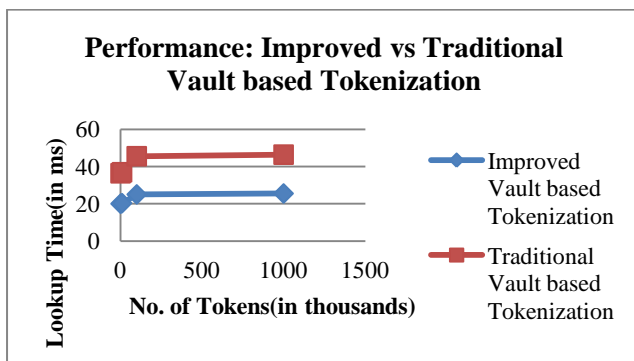 Performance: Improved vs Traditional
Vault based Tokenization
Lookup Time(in ms)
60
40
20
0
0 500 1000 1500
No. of Tokens(in thousands)
Improved
Vault based
Tokenization
Traditional
Vault based
Tokenization